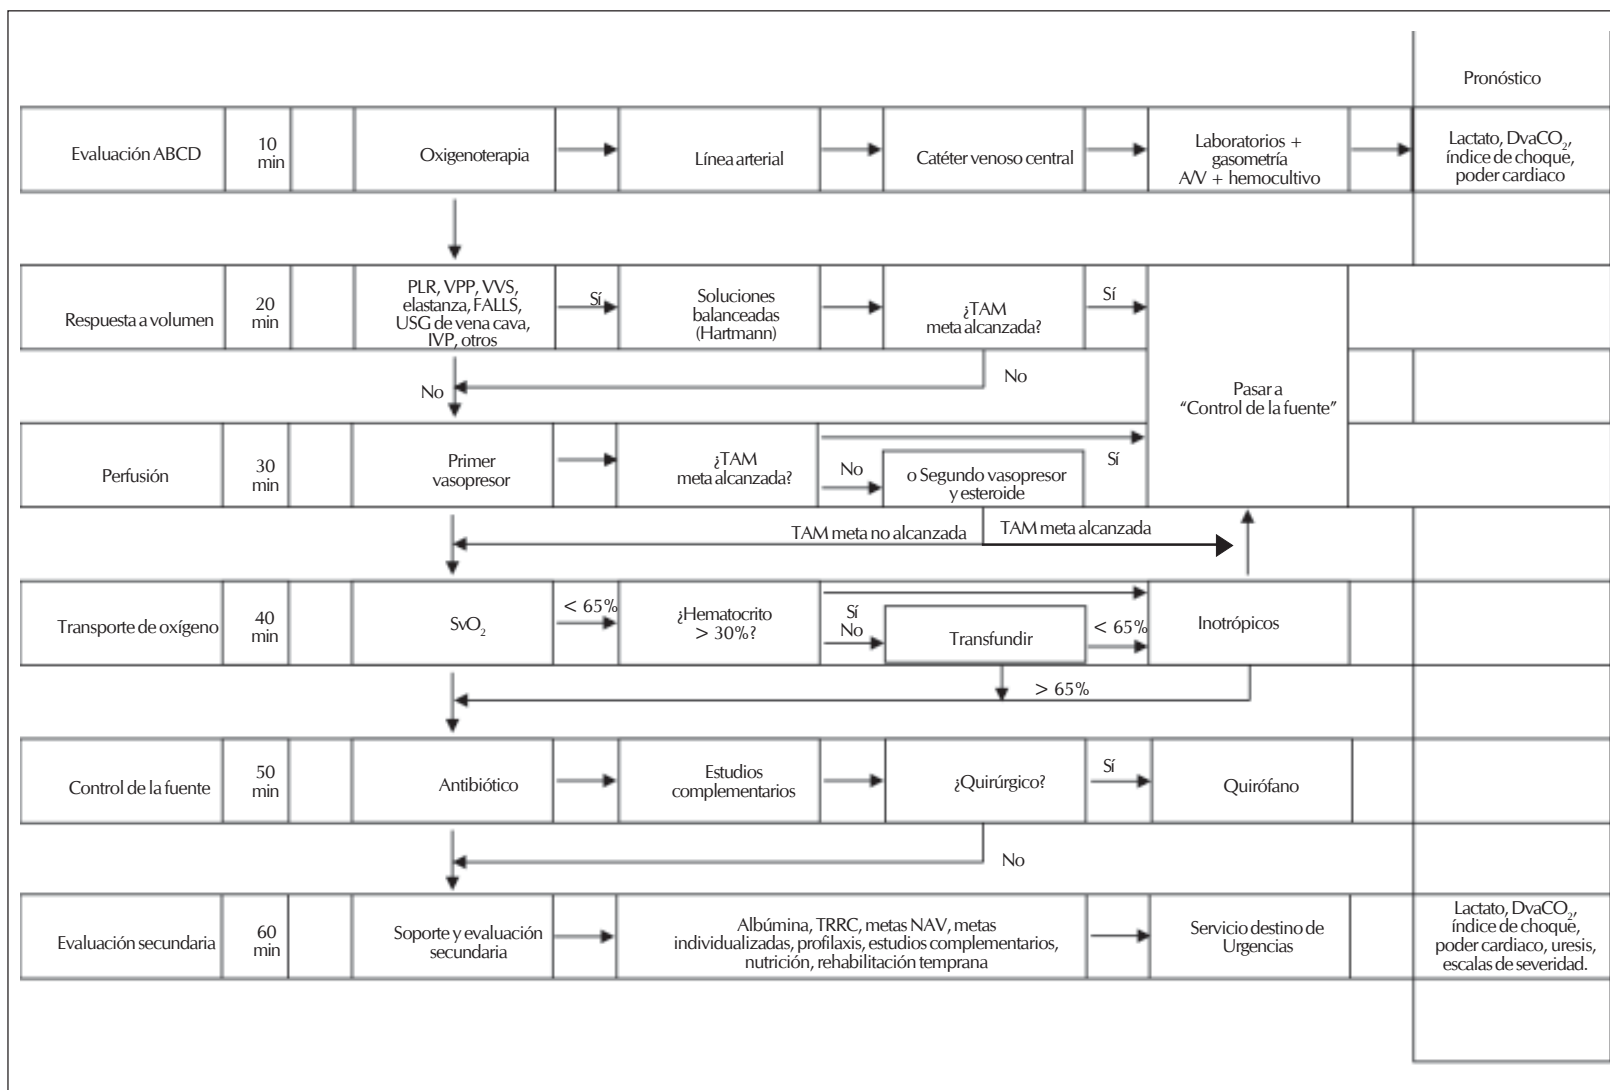 Pronóstico
Evaluación ABCD
10
min
Oxigenoterapia
Línea arterial
Catéter venoso central
Laboratorios +
gasometría
A/V + hemocultivo
Lactato, DvaCO₂,
índice de choque,
poder cardiaco
Respuesta a volumen
20
min
PLR, VPP, VVS,
elastanza, FALLS,
USG de vena cava,
IVP, otros
Sí
Soluciones
balanceadas
(Hartmann)
¿TAM
meta alcanzada?
Sí
Pasar a
“Control de la fuente”
No
No
Perfusión
30
min
Primer
vasopresor
¿TAM
meta alcanzada?
No
o Segundo vasopresor
y esteroide
Sí
TAM meta no alcanzada
TAM meta alcanzada
Transporte de oxígeno
40
min
SvO₂
< 65%
¿Hematocrito
> 30%?
Sí
No
Transfundir
< 65%
Inotrópicos
> 65%
Control de la fuente
50
min
Antibiótico
Estudios
complementarios
¿Quirúrgico?
Sí
Quirófano
No
Evaluación secundaria
60
min
Soporte y evaluación
secundaria
Albúmina, TRRC, metas NAV, metas
individualizadas, profilaxis, estudios complementarios,
nutrición, rehabilitación temprana
Servicio destino de
Urgencias
Lactato, DvaCO₂,
índice de choque,
poder cardiaco, uresis,
escalas de severidad.